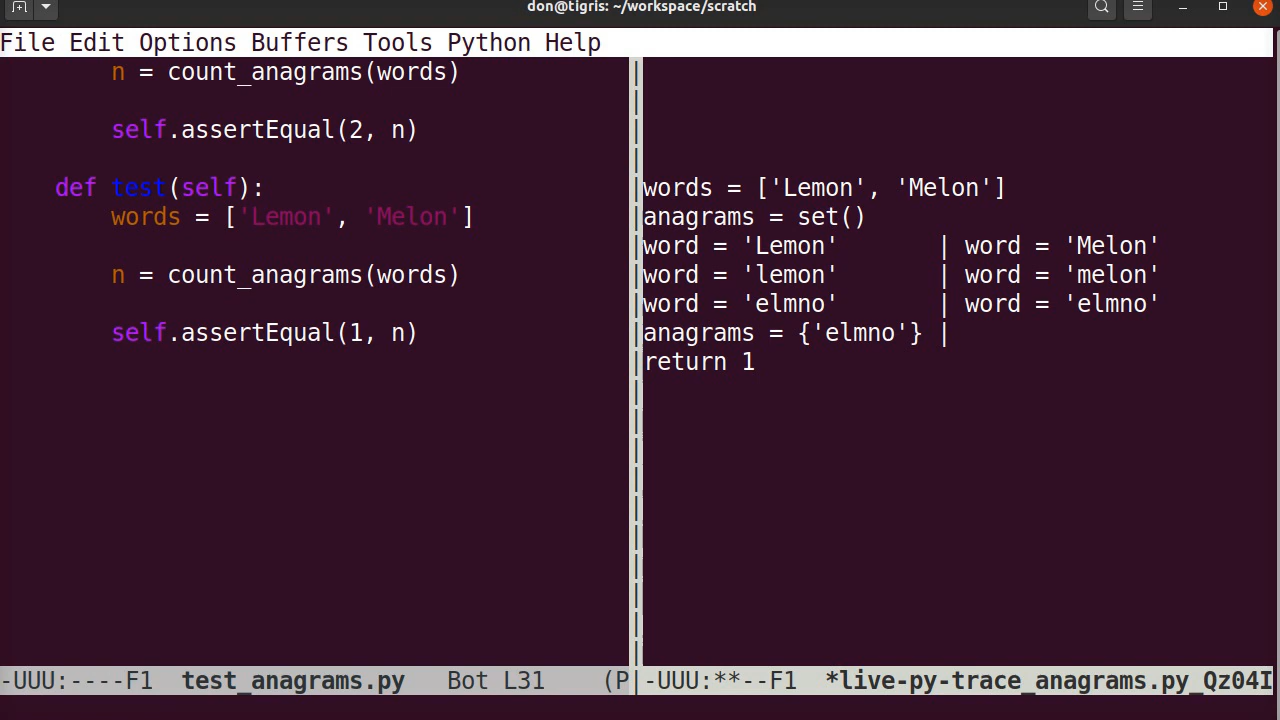 don@tigris: ~/workspace/scratch
File Edit Options Buffers Tools Python Help
n = count_anagrams(words)
self.assertEqual(2, n)
def test(self):
words = ['Lemon', 'Melon']
n = count_anagrams(words)
self.assertEqual(1, n)
words = ['Lemon', 'Melon']
anagrams = set()
word = 'Lemon' | word = 'Melon'
word = 'lemon' | word = 'melon'
word = 'elmno' | word = 'elmno'
anagrams = {'elmno'} |
return 1
-UUU:----F1 test_anagrams.py Bot L31 (P
-UUU:**--F1 *live-py-trace_anagrams.py_Qz04I